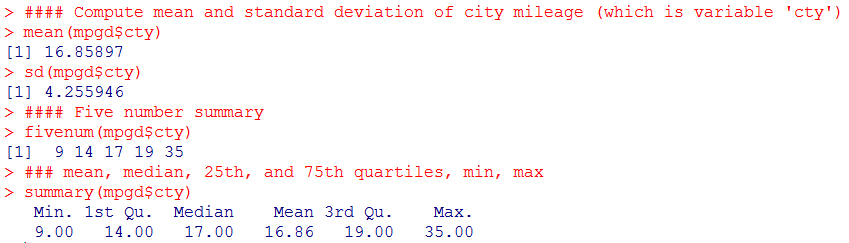 > #### Compute mean and standard deviation of city mileage (which is variable 'cty')
> mean(mpgd$cty)
[1] 16.85897
> sd(mpgd$cty)
[1] 4.255946
> #### Five number summary
> fivenum(mpgd$cty)
[1]  9 14 17 19 35
> ### mean, median, 25th, and 75th quartiles, min, max
> summary(mpgd$cty)
   Min. 1st Qu.  Median    Mean 3rd Qu.    Max.
   9.00   14.00   17.00   16.86   19.00   35.00